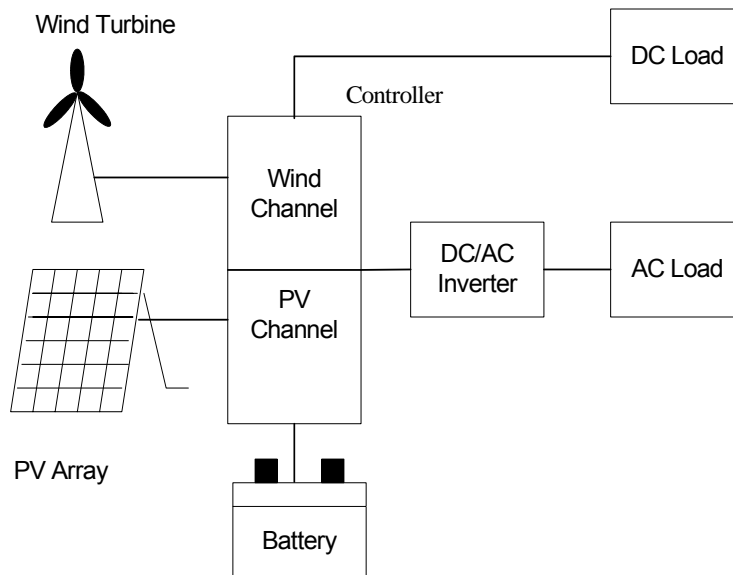 Wind Turbine
DC Load
Controller
Wind
Channel
DC/AC
Inverter
AC Load
PV
Channel
PV Array
Battery